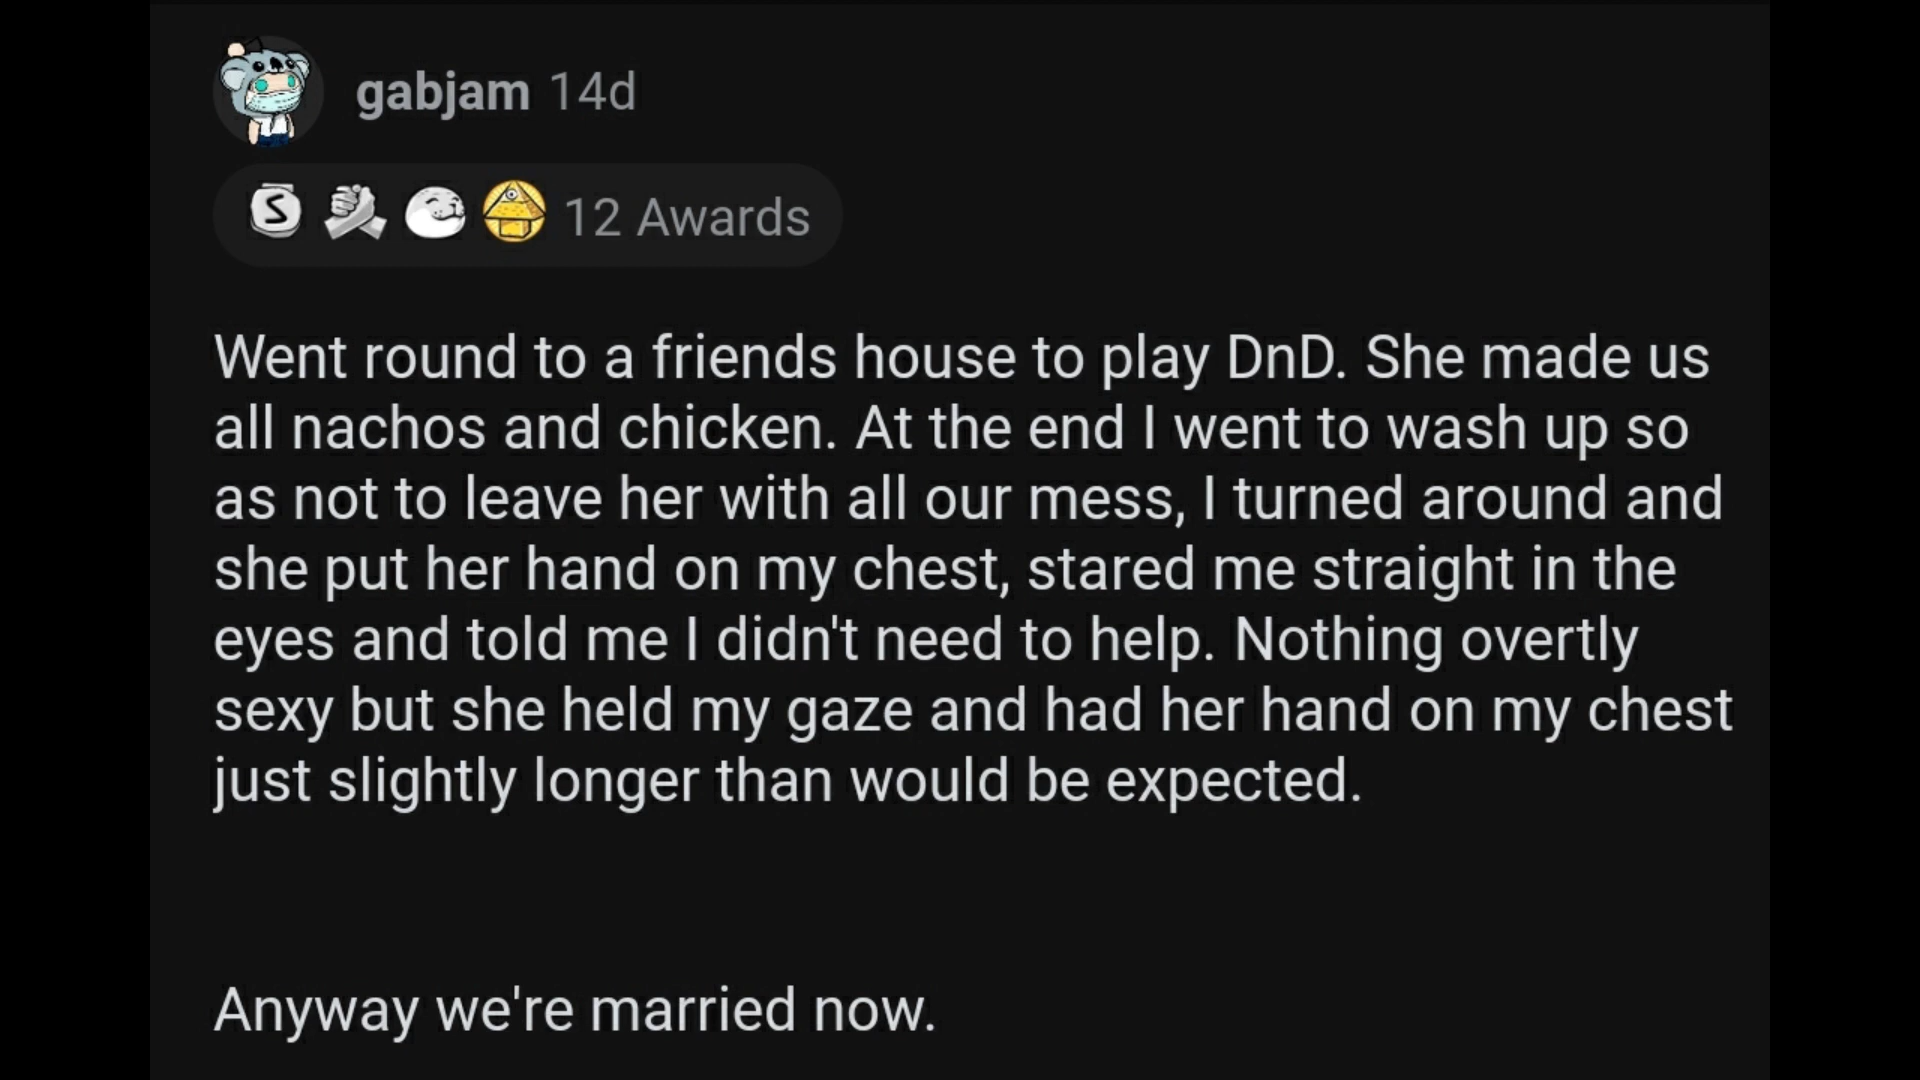 gabjam 14d
S 12 Awards
Went round to a friends house to play DnD. She made us
all nachos and chicken. At the end I went to wash up so
as not to leave her with all our mess, I turned around and
she put her hand on my chest, stared me straight in the
eyes and told me I didn't need to help. Nothing overtly
sexy but she held my gaze and had her hand on my chest
just slightly longer than would be expected.
Anyway we're married now.